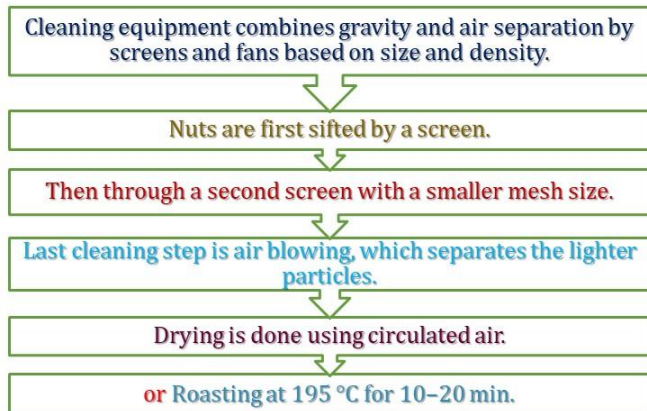 Cleaning equipment combines gravity and air separation by
screens and fans based on size and density.
Nuts are first sifted by a screen.
Then through a second screen with a smaller mesh size.
Last cleaning step is air blowing, which separates the lighter
particles.
Drying is done using circulated air.
or Roasting at 195 °C for 10–20 min.